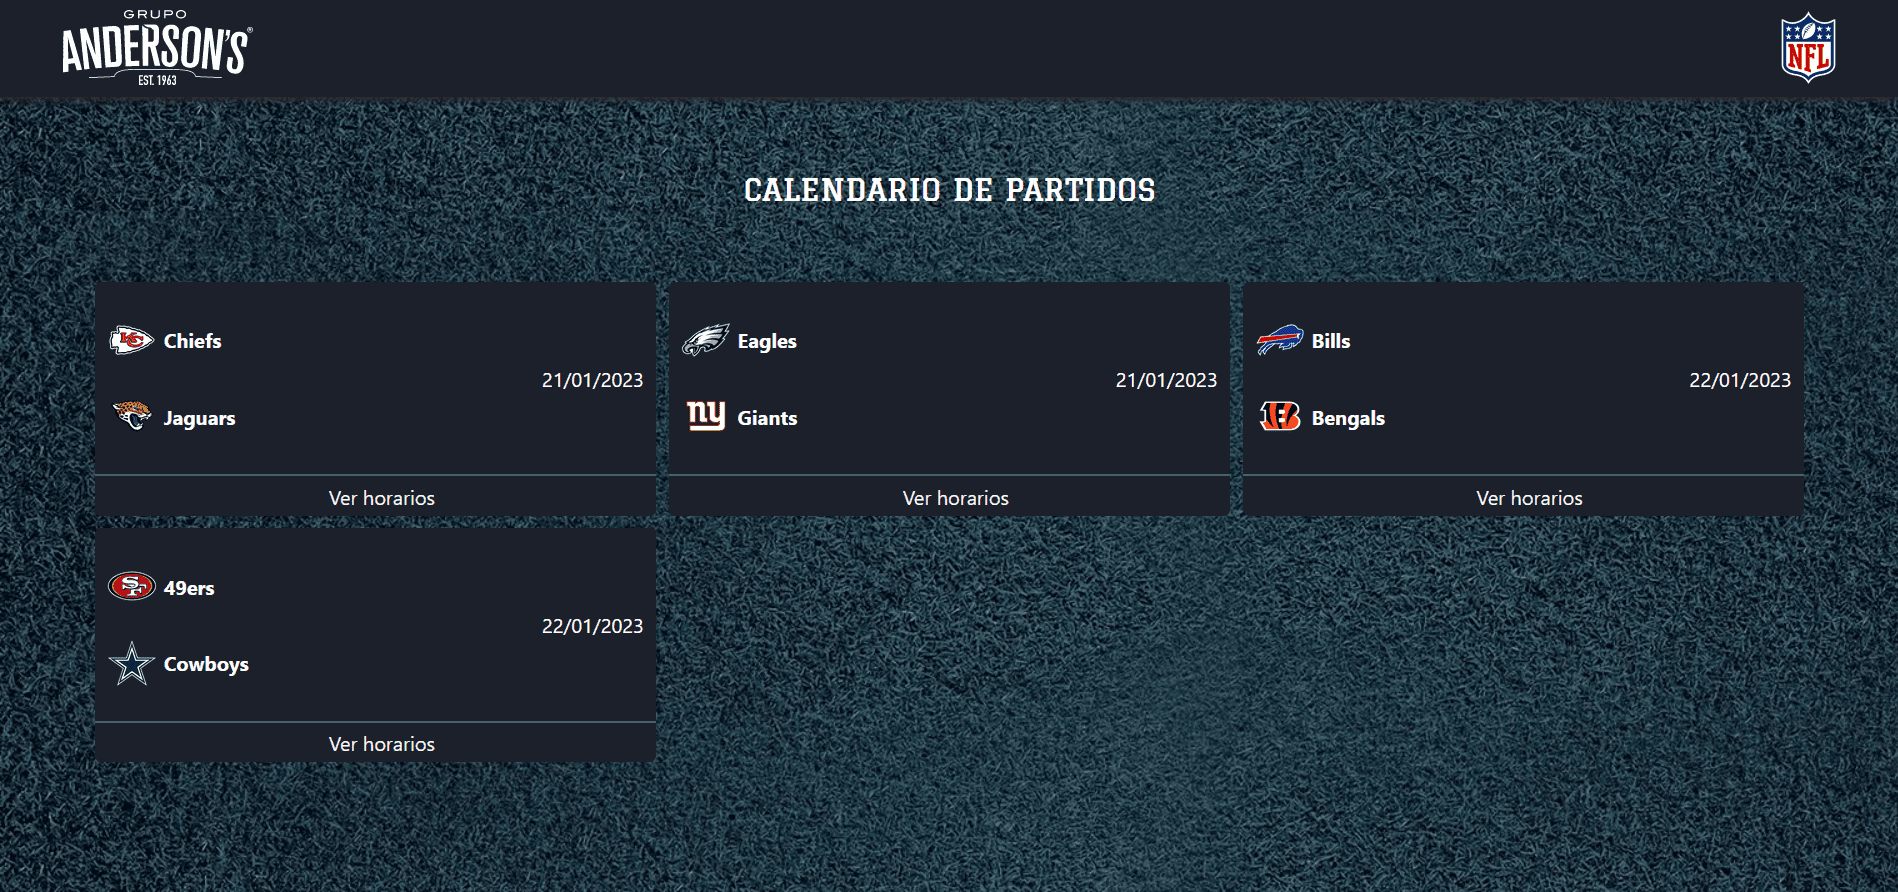 GRUPO
ANDERSON'S®
EST. 1963
NFL
CALENDARIO DE PARTIDOS
KC
Chiefs
21/01/2023
Jaguars
Ver horarios
Eagles
21/01/2023
ny
Giants
Ver horarios
Bills
22/01/2023
B
Bengals
Ver horarios
SF
49ers
22/01/2023
Cowboys
Ver horarios